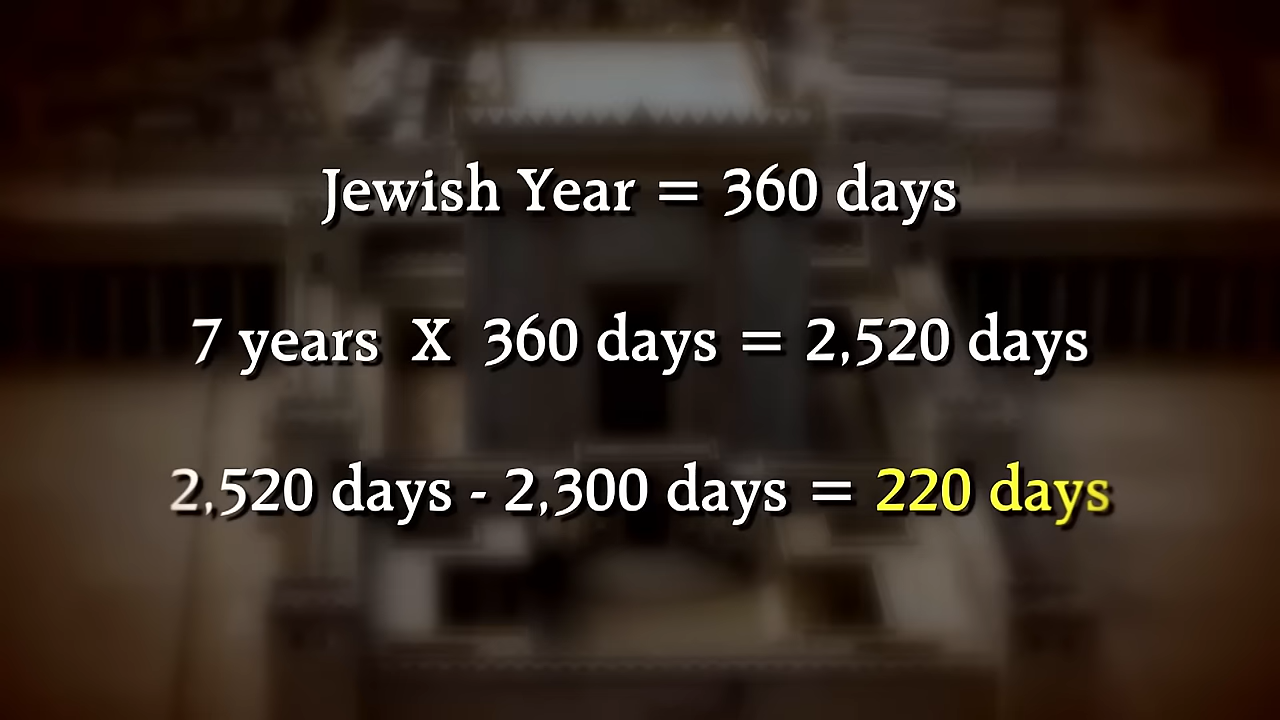 Jewish Year = 360 days
7 years X 360 days = 2,520 days
2,520 days - 2,300 days = 220 days